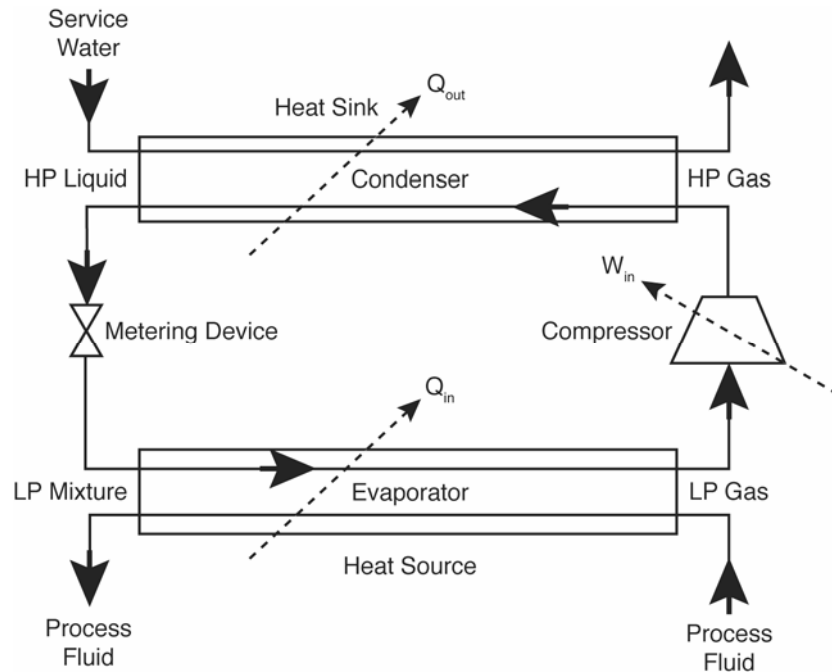 Service
Water
Heat Sink
Qout
HP Liquid
Condenser
HP Gas
Win
Metering Device
Compressor
Qin
LP Mixture
Evaporator
LP Gas
Heat Source
Process
Fluid
Process
Fluid